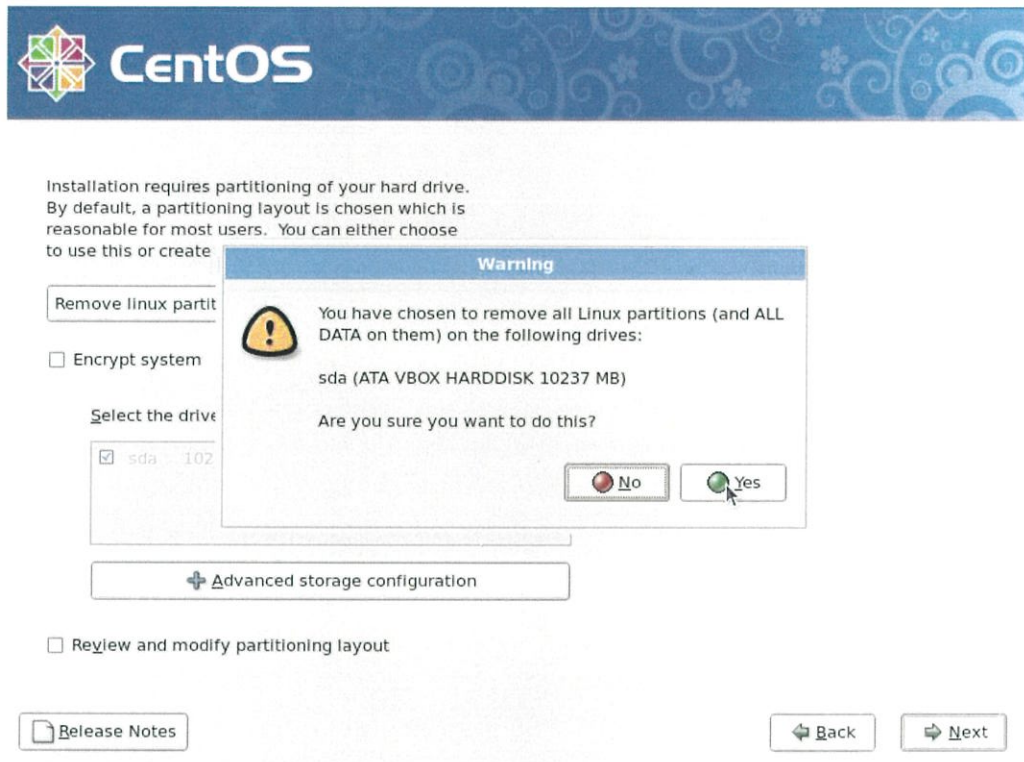 CentOS
Installation requires partitioning of your hard drive.
By default, a partitioning layout is chosen which is
reasonable for most users. You can either choose
to use this or create
Remove linux partit
Encrypt system
Select the drive
sda 102
Warning
You have chosen to remove all Linux partitions (and ALL
DATA on them) on the following drives:
sda (ATA VBOX HARDDISK 10237 MB)
Are you sure you want to do this?
No
Yes
Advanced storage configuration
Review and modify partitioning layout
Release Notes
Back
Next